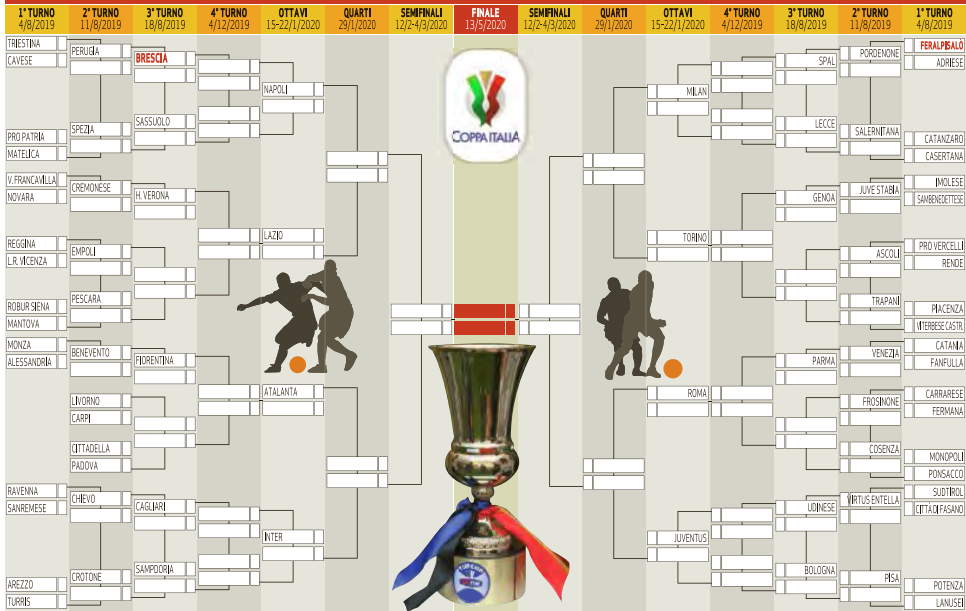 1° TURNO
4/8/2019
2° TURNO
11/8/2019
3° TURNO
18/8/2019
4° TURNO
4/12/2019
OTTAVI
15-22/1/2020
QUARTI
29/1/2020
SEMIFINALI
12/2-4/3/2020
FINALE
13/5/2020
SEMIFINALI
12/2-4/3/2020
QUARTI
29/1/2020
OTTAVI
15-22/1/2020
4° TURNO
4/12/2019
3° TURNO
18/8/2019
2° TURNO
11/8/2019
1° TURNO
4/8/2019
TRIESTINA
CAVESE
PRO PATRIA
MATELICA
V. FRANCAVILLA
NOVARA
REGGINA
L.R. VICENZA
ROBUR SIENA
MANTOVA
MONZA
ALESSANDRIA
RAVENNA
SANREMESE
AREZZO
TURRIS
PERUGIA
SPEZIA
CREMONESE
EMPOLI
PESCARA
BENEVENTO
LIVORNO
CARPI
CITTADELLA
PADOVA
CHIEVO
CROTONE
BRESCIA
SASSUOLO
H. VERONA
FIORENTINA
CAGLIARI
SAMPDORIA
NAPOLI
LAZIO
ATALANTA
INTER
COPPA ITALIA
MILAN
TORINO
ROMA
JUVENTUS
SPAL
LECCE
GENOA
PARMA
UDINESE
BOLOGNA
PORDENONE
SALERNITANA
JUVE STABIA
ASCOLI
TRAPANI
VENEZIA
FROSINONE
COSENZA
VIRTUS ENTELLA
PISA
FERALPISALÒ
ADRIESE
CATANZARO
CASERTANA
IMOLESE
SAMBENEDETTESE
PRO VERCELLI
RENDE
PIACENZA
VITERBESE CASTR.
CATANIA
FANFULLA
CARRARESE
FERMANA
MONOPOLI
PONSACCO
SUDTIROL
CITTÀ DI FASANO
POTENZA
LANUSEI